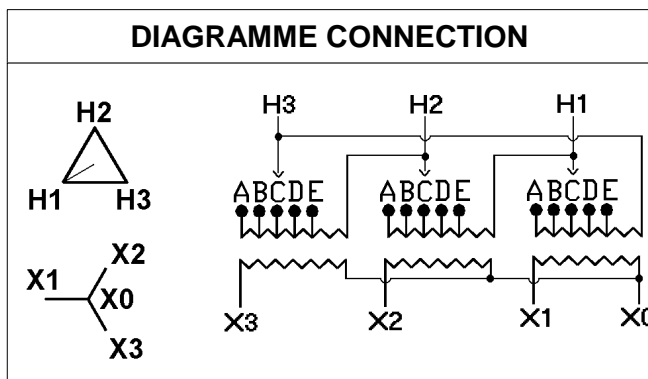 DIAGRAMME CONNECTION
H2
H1 H3
X2
X1 X0
X3
H3 H2 H1
ABCDE ABCDE ABCDE
X3 X2 X1 X0